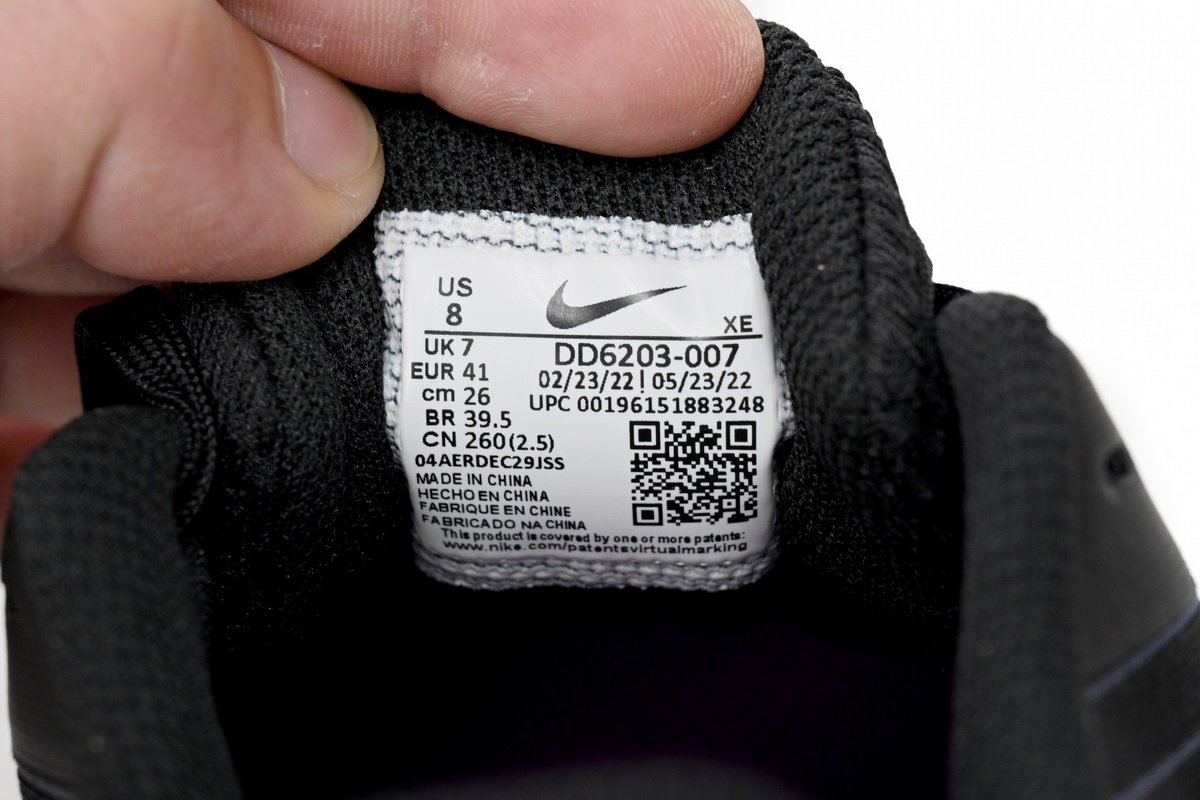 US
8
XE
UK 7
EUR 41
cm 26
BR 39.5
CN 260(2.5)
DD6203-007
02/23/22 | 05/23/22
UPC 00196151883248
04AERDEC29JSS
MADE IN CHINA
HECHO EN CHINA
FABRIQUE EN CHINE
FABRICADO NA CHINA
This product is covered by one or more patents:
www.nike.com/patentsvirtualmarking